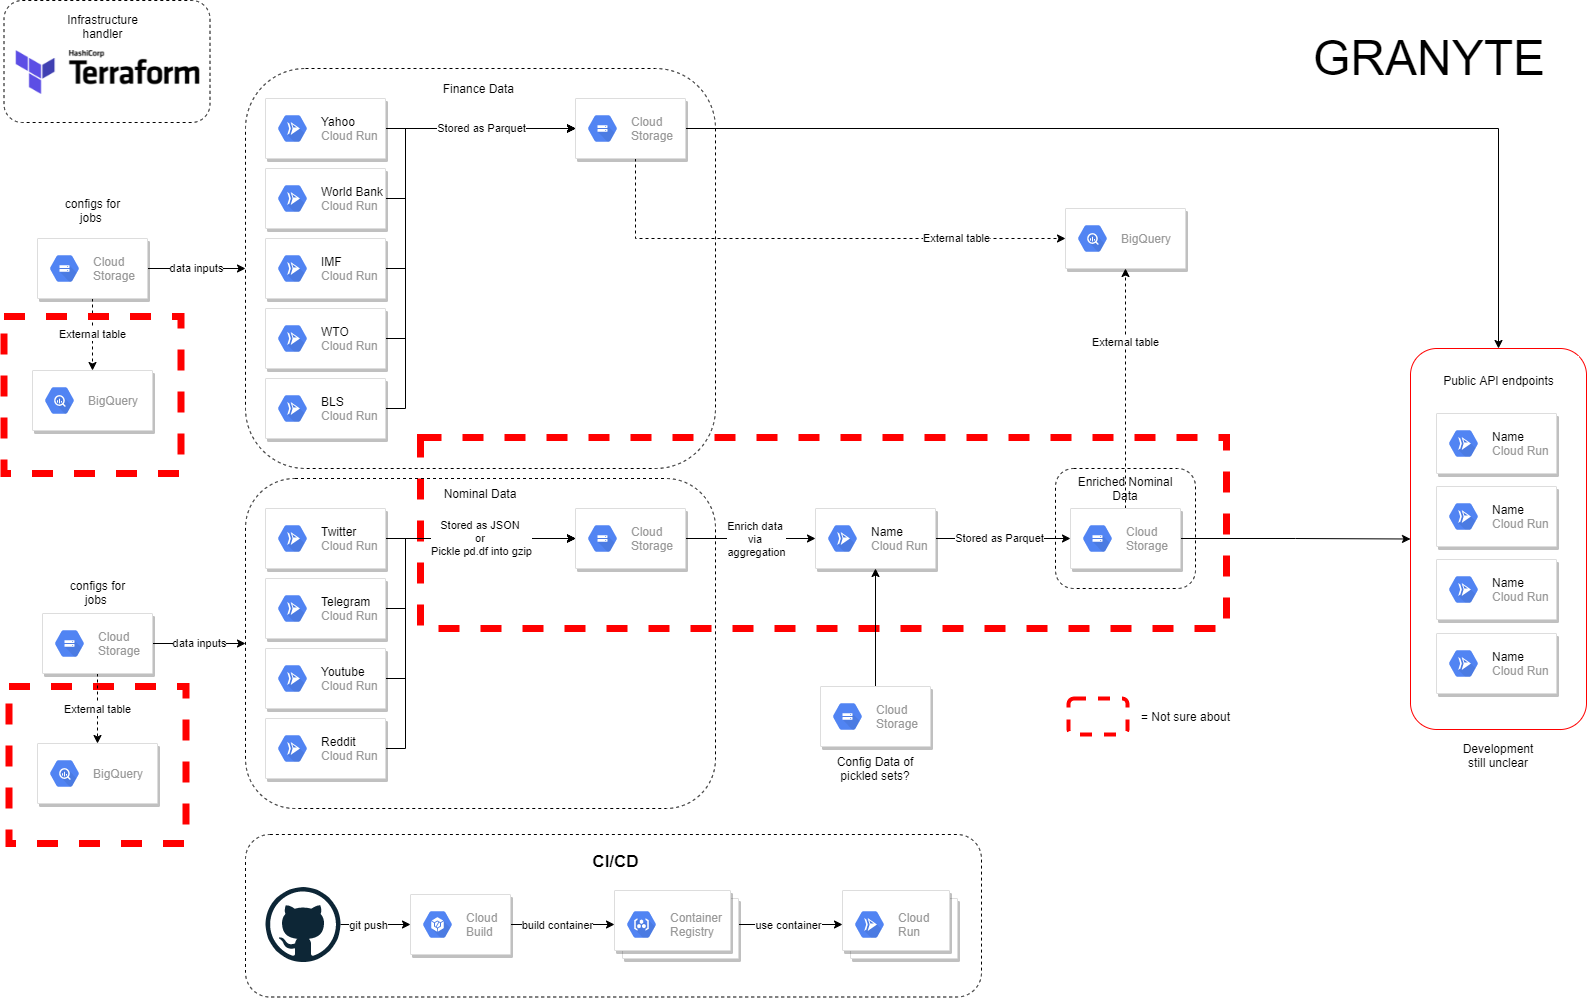 Infrastructure
handler
HashiCorp
Terraform
GRANYTE
Finance Data
Yahoo
Cloud Run
World Bank
Cloud Run
IMF
Cloud Run
WTO
Cloud Run
BLS
Cloud Run
Stored as Parquet
Cloud
Storage
configs for
jobs
Cloud
Storage
data inputs
External table
BigQuery
External table
BigQuery
External table
Public API endpoints
Name
Cloud Run
Name
Cloud Run
Name
Cloud Run
Name
Cloud Run
Development
still unclear
Nominal Data
Twitter
Cloud Run
Telegram
Cloud Run
Youtube
Cloud Run
Reddit
Cloud Run
Stored as JSON
or
Pickle pd.df into gzip
Cloud
Storage
Enrich data
via
aggregation
Name
Cloud Run
Stored as Parquet
Enriched Nominal
Data
Cloud
Storage
configs for
jobs
Cloud
Storage
data inputs
External table
BigQuery
Cloud
Storage
Config Data of
pickled sets?
= Not sure about
CI/CD
git push
Cloud
Build
build container
Container
Registry
use container
Cloud
Run